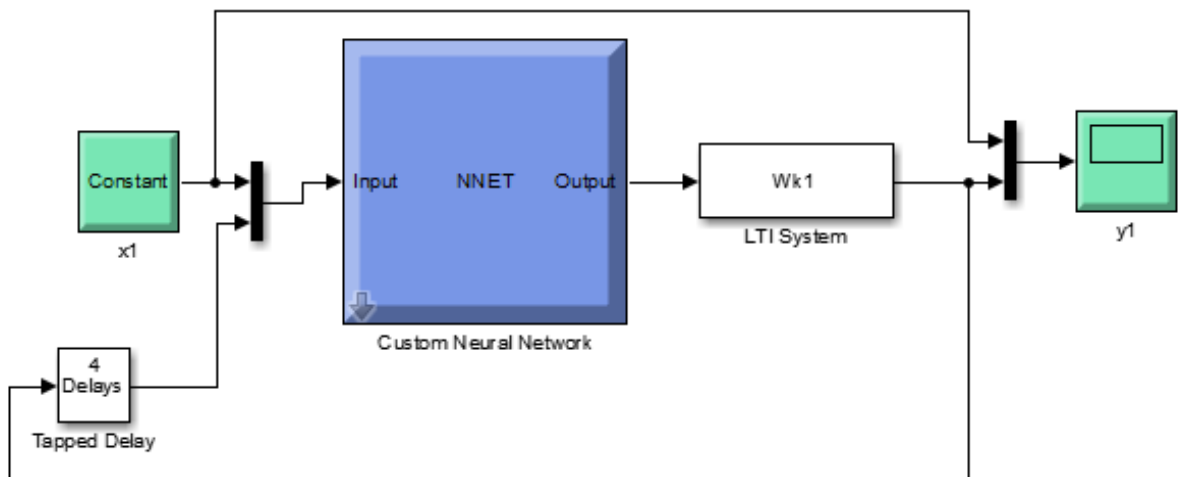 Constant
x1
Input NNET Output
Custom Neural Network
Wk1
LTI System
y1
4
Delays
Tapped Delay